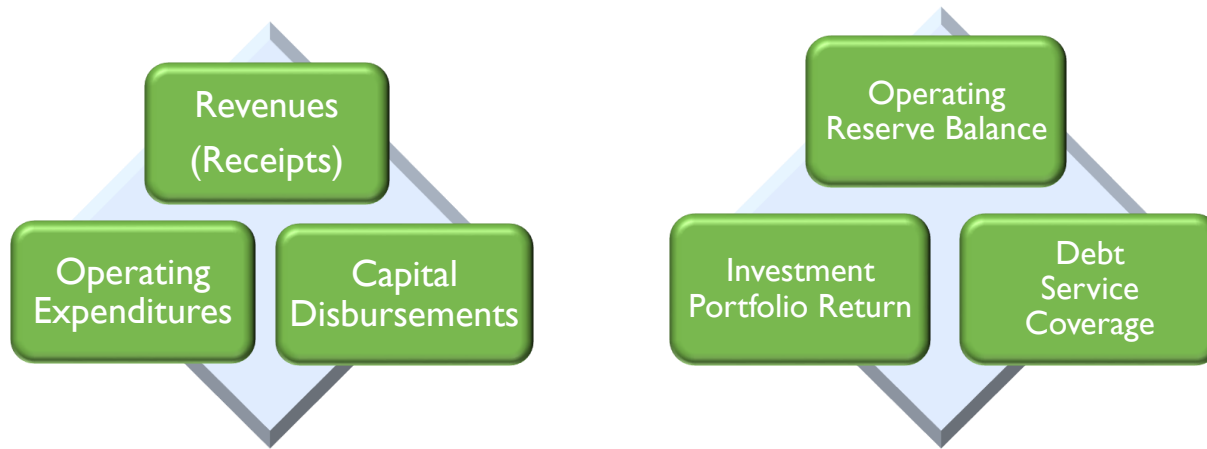 Revenues
(Receipts)
Operating
Expenditures
Capital
Disbursements
Operating
Reserve Balance
Investment
Portfolio Return
Debt
Service
Coverage